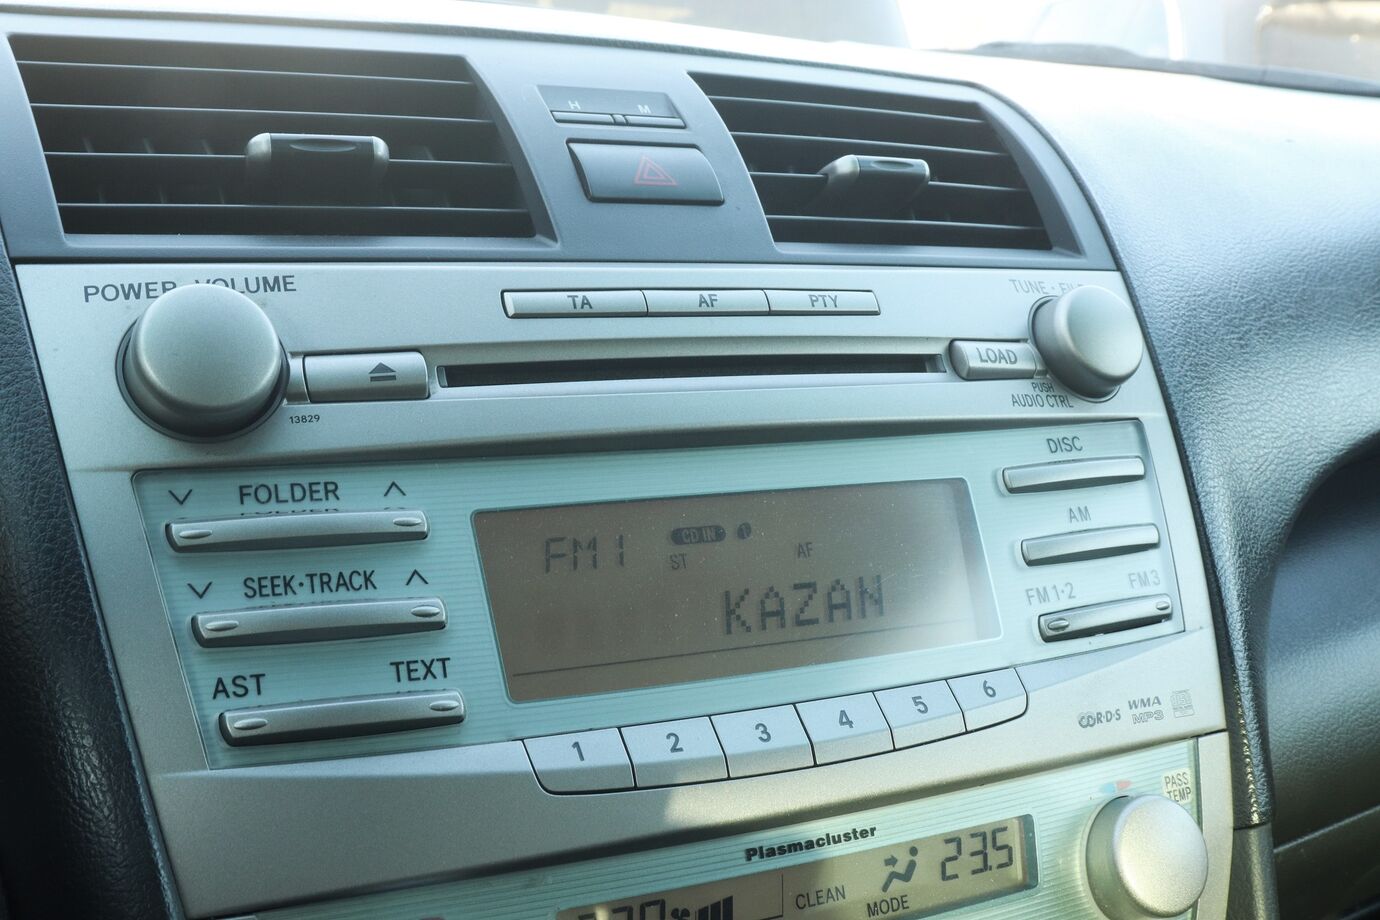 H M
POWER VOLUME
TA AF PTY
LOAD
PUSH
AUDIO CTRL
13829
FOLDER
DISC
FM1 CD IN 1
ST AF
KAZAN
AM
SEEK·TRACK
FM1·2 FM3
AST TEXT
1 2 3 4 5 6
R·D·S WMA
MP3
Plasmacluster
PASS
TEMP
CLEAN MODE 23.5